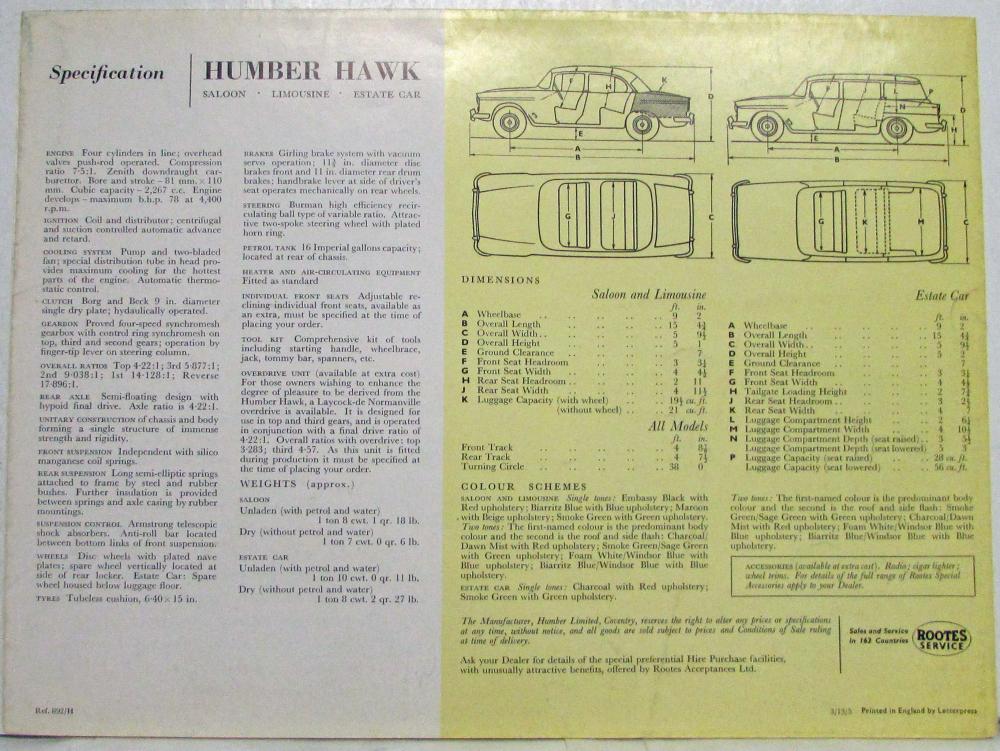 Specification
HUMBER HAWK
SALOON · LIMOUSINE · ESTATE CAR
ENGINE Four cylinders in line; overhead
valves push-rod operated. Compression
ratio 7·5:1. Zenith downdraught car-
burettor. Bore and stroke – 81 mm. × 110
mm. Cubic capacity – 2,267 c.c. Engine
develops – maximum b.h.p. 78 at 4,400
r.p.m.
IGNITION Coil and distributor; centrifugal
and suction controlled automatic advance
and retard.
COOLING SYSTEM Pump and two-bladed
fan; special distribution tube in head pro-
vides maximum cooling for the hottest
parts of the engine. Automatic thermo-
static control.
CLUTCH Borg and Beck 9 in. diameter
single dry plate; hydaulically operated.
GEARBOX Proved four-speed synchromesh
gearbox with control ring synchromesh on
top, third and second gears; operation by
finger-tip lever on steering column.
OVERALL RATIOS Top 4·22:1; 3rd 5·877:1;
2nd 9·038:1; 1st 14·128:1; Reverse
17·896:1.
REAR AXLE Semi-floating design with
hypoid final drive. Axle ratio is 4·22:1.
UNITARY CONSTRUCTION of chassis and body
forming a single structure of immense
strength and rigidity.
FRONT SUSPENSION Independent with silico
manganese coil springs.
REAR SUSPENSION Long semi-elliptic springs
attached to frame by steel and rubber
bushes. Further insulation is provided
between springs and axle casing by rubber
mountings.
SUSPENSION CONTROL Armstrong telescopic
shock absorbers. Anti-roll bar located
between bottom links of front suspension.
WHEELS Disc wheels with plated nave
plates; spare wheel vertically located at
side of rear locker. Estate Car: Spare
wheel housed below luggage floor.
TYRES Tubeless cushion, 6·40 × 15 in.
BRAKES Girling brake system with vacuum
servo operation; 11¼ in. diameter disc
brakes front and 11 in. diameter rear drum
brakes; handbrake lever at side of driver's
seat operates mechanically on rear wheels.
STEERING Burman high efficiency recir-
culating ball type of variable ratio. Attrac-
tive two-spoke steering wheel with plated
horn ring.
PETROL TANK 16 Imperial gallons capacity;
located at rear of chassis.
HEATER AND AIR-CIRCULATING EQUIPMENT
Fitted as standard
INDIVIDUAL FRONT SEATS Adjustable re-
clining individual front seats, available as
an extra, must be specified at the time of
placing your order.
TOOL KIT Comprehensive kit of tools
including starting handle, wheelbrace,
jack, tommy bar, spanners, etc.
OVERDRIVE UNIT (available at extra cost)
For those wishing to enhance the
degree of pleasure to be derived from the
Humber Hawk, a Laycock-de Normanville
overdrive is available. It is designed for
use in top and third gears, and is operated
in conjunction with a final drive ratio of
4·22:1. Overall ratios with overdrive: top
3·283; third 4·57. As this unit is fitted
during production it must be specified at
the time of placing your order.
WEIGHTS (approx.)
SALOON
Unladen (with petrol and water)
1 ton 8 cwt. 1 qr. 18 lb.
Dry (without petrol and water)
1 ton 7 cwt. 0 qr. 6 lb.
ESTATE CAR
Unladen (with petrol and water)
1 ton 10 cwt. 0 qr. 11 lb.
Dry (without petrol and water)
1 ton 8 cwt. 2 qr. 27 lb.
Ref. 892/H
F H K D E A B
F L P N D H E A B
G J C
G K M C
DIMENSIONS
Saloon and Limousine
ft. in.
A Wheelbase 9 2
B Overall Length 15 4¾
C Overall Width 5 9½
D Overall Height 5 1
E Ground Clearance 7
F Front Seat Headroom 3
G Front Seat Width 4
H Rear Seat Headroom 2 11
J Rear Seat Width 4 11½
K Luggage Capacity (with wheel) 19½ cu. ft.
(without wheel) 21 cu. ft.
All Models
ft. in.
Front Track 4
Rear Track 4 7½
Turning Circle 38 0
Estate Car
ft. in.
A Wheelbase 9 2
B Overall Length 15
C Overall Width 5 9½
D Overall Height 5 2
E Ground Clearance 7
F Front Seat Headroom 3
G Front Seat Width 4
H Tailgate Loading Height 2
J Rear Seat Headroom 3
K Rear Seat Width 4 7
L Luggage Compartment Height 2
M Luggage Compartment Width 4
N Luggage Compartment Depth (seat raised) 3
Luggage Compartment Depth (seat lowered) 5 3
P Luggage Capacity (seat raised) 28 cu. ft.
Luggage Capacity (seat lowered) 56 cu. ft.
COLOUR SCHEMES
SALOON AND LIMOUSINE Single tones: Embassy Black with
Red upholstery; Biarritz Blue with Blue upholstery; Maroon
with Beige upholstery; Smoke Green with Green upholstery.
Two tones: The first-named colour is the predominant body
colour and the second is the roof and side flash: Charcoal/
Dawn Mist with Red upholstery; Smoke Green/Sage Green
with Green upholstery; Foam White/Windsor Blue with
Blue upholstery; Biarritz Blue/Windsor Blue with Blue
upholstery.
ESTATE CAR Single tones: Charcoal with Red upholstery;
Smoke Green with Green upholstery.
Two tones: The first-named colour is the predominant body
colour and the second is the roof and side flash: Smoke
Green/Sage Green with Green upholstery; Charcoal/Dawn
Mist with Red upholstery; Foam White/Windsor Blue with
Blue upholstery; Biarritz Blue/Windsor Blue with Blue
upholstery.
ACCESSORIES (available at extra cost). Radio; cigar lighter;
wheel trims. For details of the full range of Rootes Special
Accessories apply to your Dealer.
The Manufacturer, Humber Limited, Coventry, reserves the right to alter any prices or specifications
at any time, without notice, and all goods are sold subject to prices and Conditions of Sale ruling
at time of delivery.
Ask your Dealer for details of the special preferential Hire Purchase facilities,
with unusually attractive benefits, offered by Rootes Acceptances Ltd.
Sales and Service
in 163 Countries
ROOTES
SERVICE
Printed in England by Letterpress